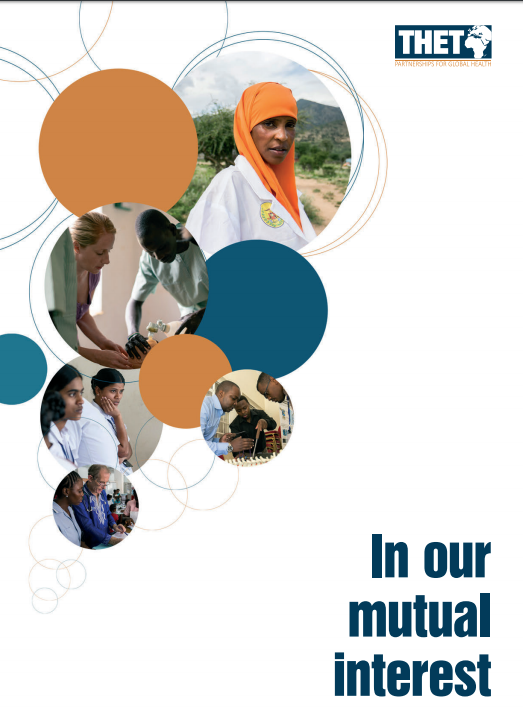 THET
PARTNERSHIPS FOR GLOBAL HEALTH
In our
mutual
interest